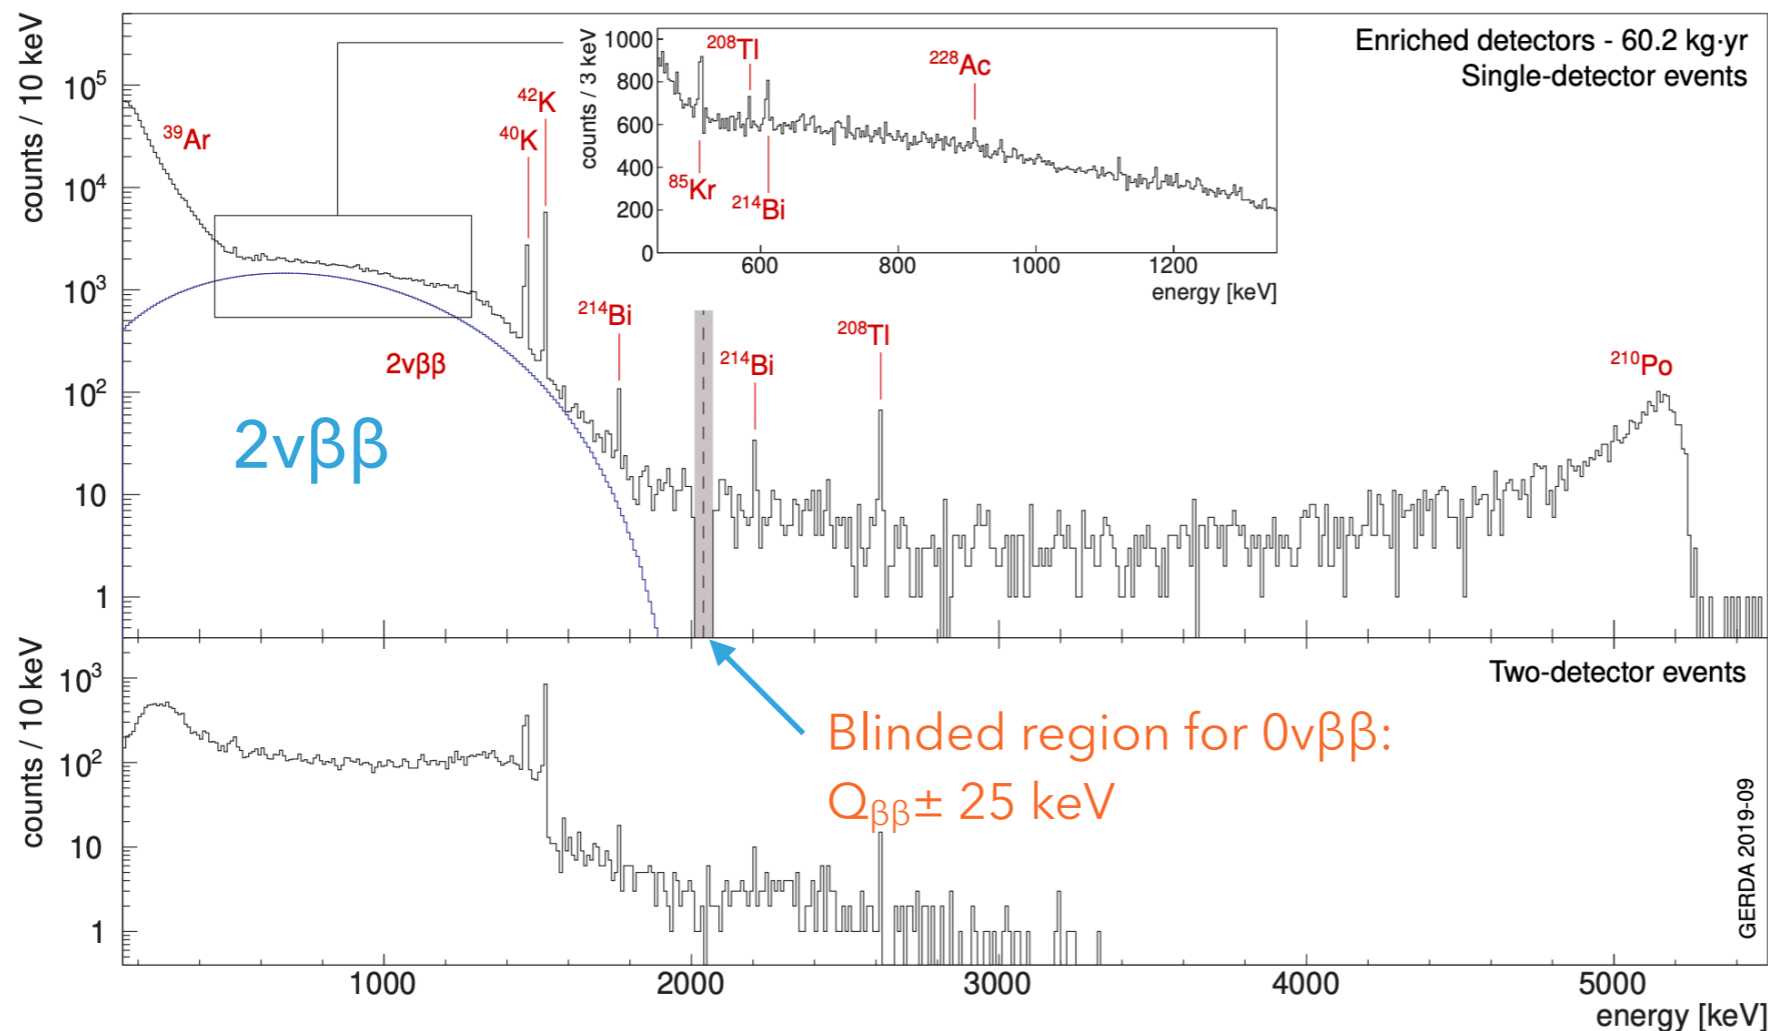 Enriched detectors - 60.2 kg·yr
Single-detector events
counts / 10 keV
10⁵
10⁴
10³
10²
10
1
³⁹Ar
⁴⁰K
⁴²K
2νββ
2νββ
²¹⁴Bi
²¹⁴Bi
²⁰⁸Tl
²¹⁰Po
counts / 3 keV
1000
800
600
400
200
0
²⁰⁸Tl
²²⁸Ac
⁸⁵Kr
²¹⁴Bi
600 800 1000 1200
energy [keV]
Two-detector events
counts / 10 keV
10³
10²
10
1
Blinded region for 0νββ:
Qββ± 25 keV
GERDA 2019-09
1000 2000 3000 4000 5000
energy [keV]